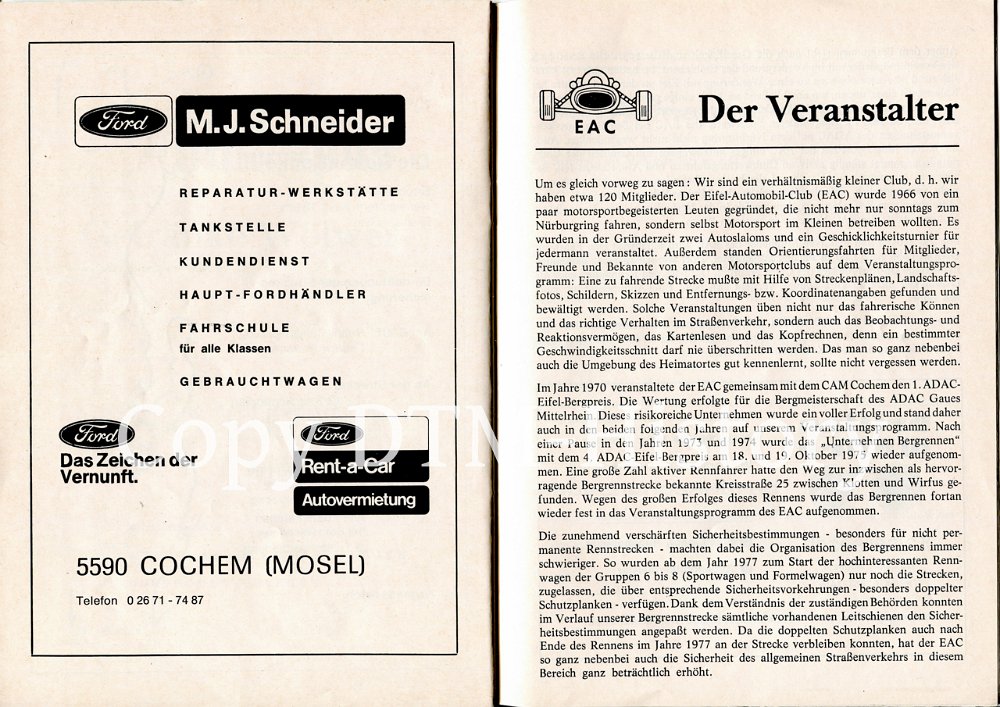 Ford
M.J.Schneider
REPARATUR-WERKSTÄTTE
TANKSTELLE
KUNDENDIENST
HAUPT-FORDHÄNDLER
FAHRSCHULE
für alle Klassen
GEBRAUCHTWAGEN
Ford
Das Zeichen der
Vernunft.
Ford
Rent-a-Car
Autovermietung
5590 COCHEM (MOSEL)
Telefon 0 26 71 - 74 87
Copy DTM
EAC
Der Veranstalter
Um es gleich vorweg zu sagen: Wir sind ein verhältnismäßig kleiner Club, d. h. wir
haben etwa 120 Mitglieder. Der Eifel-Automobil-Club (EAC) wurde 1966 von ein
paar motorsportbegeisterten Leuten gegründet, die nicht mehr nur sonntags zum
Nürburgring fahren, sondern selbst Motorsport im Kleinen betreiben wollten. Es
wurden in der Gründerzeit zwei Autoslaloms und ein Geschicklichkeitsturnier für
jedermann veranstaltet. Außerdem standen Orientierungsfahrten für Mitglieder,
Freunde und Bekannte von anderen Motorsportclubs auf dem Veranstaltungspro-
gramm: Eine zu fahrende Strecke mußte mit Hilfe von Streckenplänen, Landschafts-
fotos, Schildern, Skizzen und Entfernungs- bzw. Koordinatenangaben gefunden und
bewältigt werden. Solche Veranstaltungen üben nicht nur das fahrerische Können
und das richtige Verhalten im Straßenverkehr, sondern auch das Beobachtungs- und
Reaktionsvermögen, das Kartenlesen und das Kopfrechnen, denn ein bestimmter
Geschwindigkeitsschnitt darf nie überschritten werden. Das man so ganz nebenbei
auch die Umgebung des Heimatortes gut kennenlernt, sollte nicht vergessen werden.
Im Jahre 1970 veranstaltete der EAC gemeinsam mit dem CAM Cochem den 1. ADAC-
Eifel-Bergpreis. Die Wertung erfolgte für die Bergmeisterschaft des ADAC Gaues
Mittelrhein. Dieses risikoreiche Unternehmen wurde ein voller Erfolg und stand daher
auch in den beiden folgenden Jahren auf unserem Veranstaltungsprogramm. Nach
einer Pause in den Jahren 1973 und 1974 wurde das „Unternehmen Bergrennen"
mit dem 4. ADAC-Eifel-Bergpreis am 18. und 19. Oktober 1975 wieder aufgenom-
men. Eine große Zahl aktiver Rennfahrer hatte den Weg zur inzwischen als hervor-
ragende Bergrennstrecke bekannte Kreisstraße 25 zwischen Klotten und Wirfus ge-
funden. Wegen des großen Erfolges dieses Rennens wurde das Bergrennen fortan
wieder fest in das Veranstaltungsprogramm des EAC aufgenommen.
Die zunehmend verschärften Sicherheitsbestimmungen - besonders für nicht per-
manente Rennstrecken - machten dabei die Organisation des Bergrennens immer
schwieriger. So wurden ab dem Jahr 1977 zum Start der hochinteressanten Renn-
wagen der Gruppen 6 bis 8 (Sportwagen und Formelwagen) nur noch die Strecken,
zugelassen, die über entsprechende Sicherheitsvorkehrungen - besonders doppelter
Schutzplanken - verfügen. Dank dem Verständnis der zuständigen Behörden konnten
im Verlauf unserer Bergrennstrecke sämtliche vorhandenen Leitschienen den Sicher-
heitsbestimmungen angepaßt werden. Da die doppelten Schutzplanken auch nach
Ende des Rennens im Jahre 1977 an der Strecke verbleiben konnten, hat der EAC
so ganz nebenbei auch die Sicherheit des allgemeinen Straßenverkehrs in diesem
Bereich ganz beträchtlich erhöht.